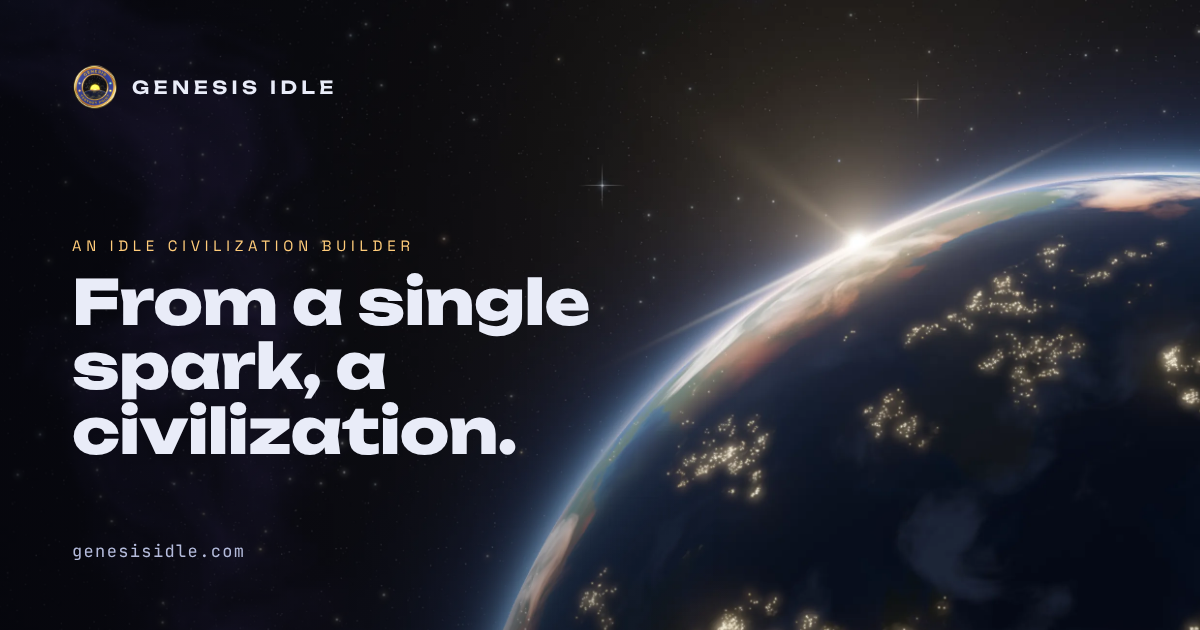 GENESIS IDLE
AN IDLE CIVILIZATION BUILDER
From a single
spark, a
civilization.
genesisidle.com